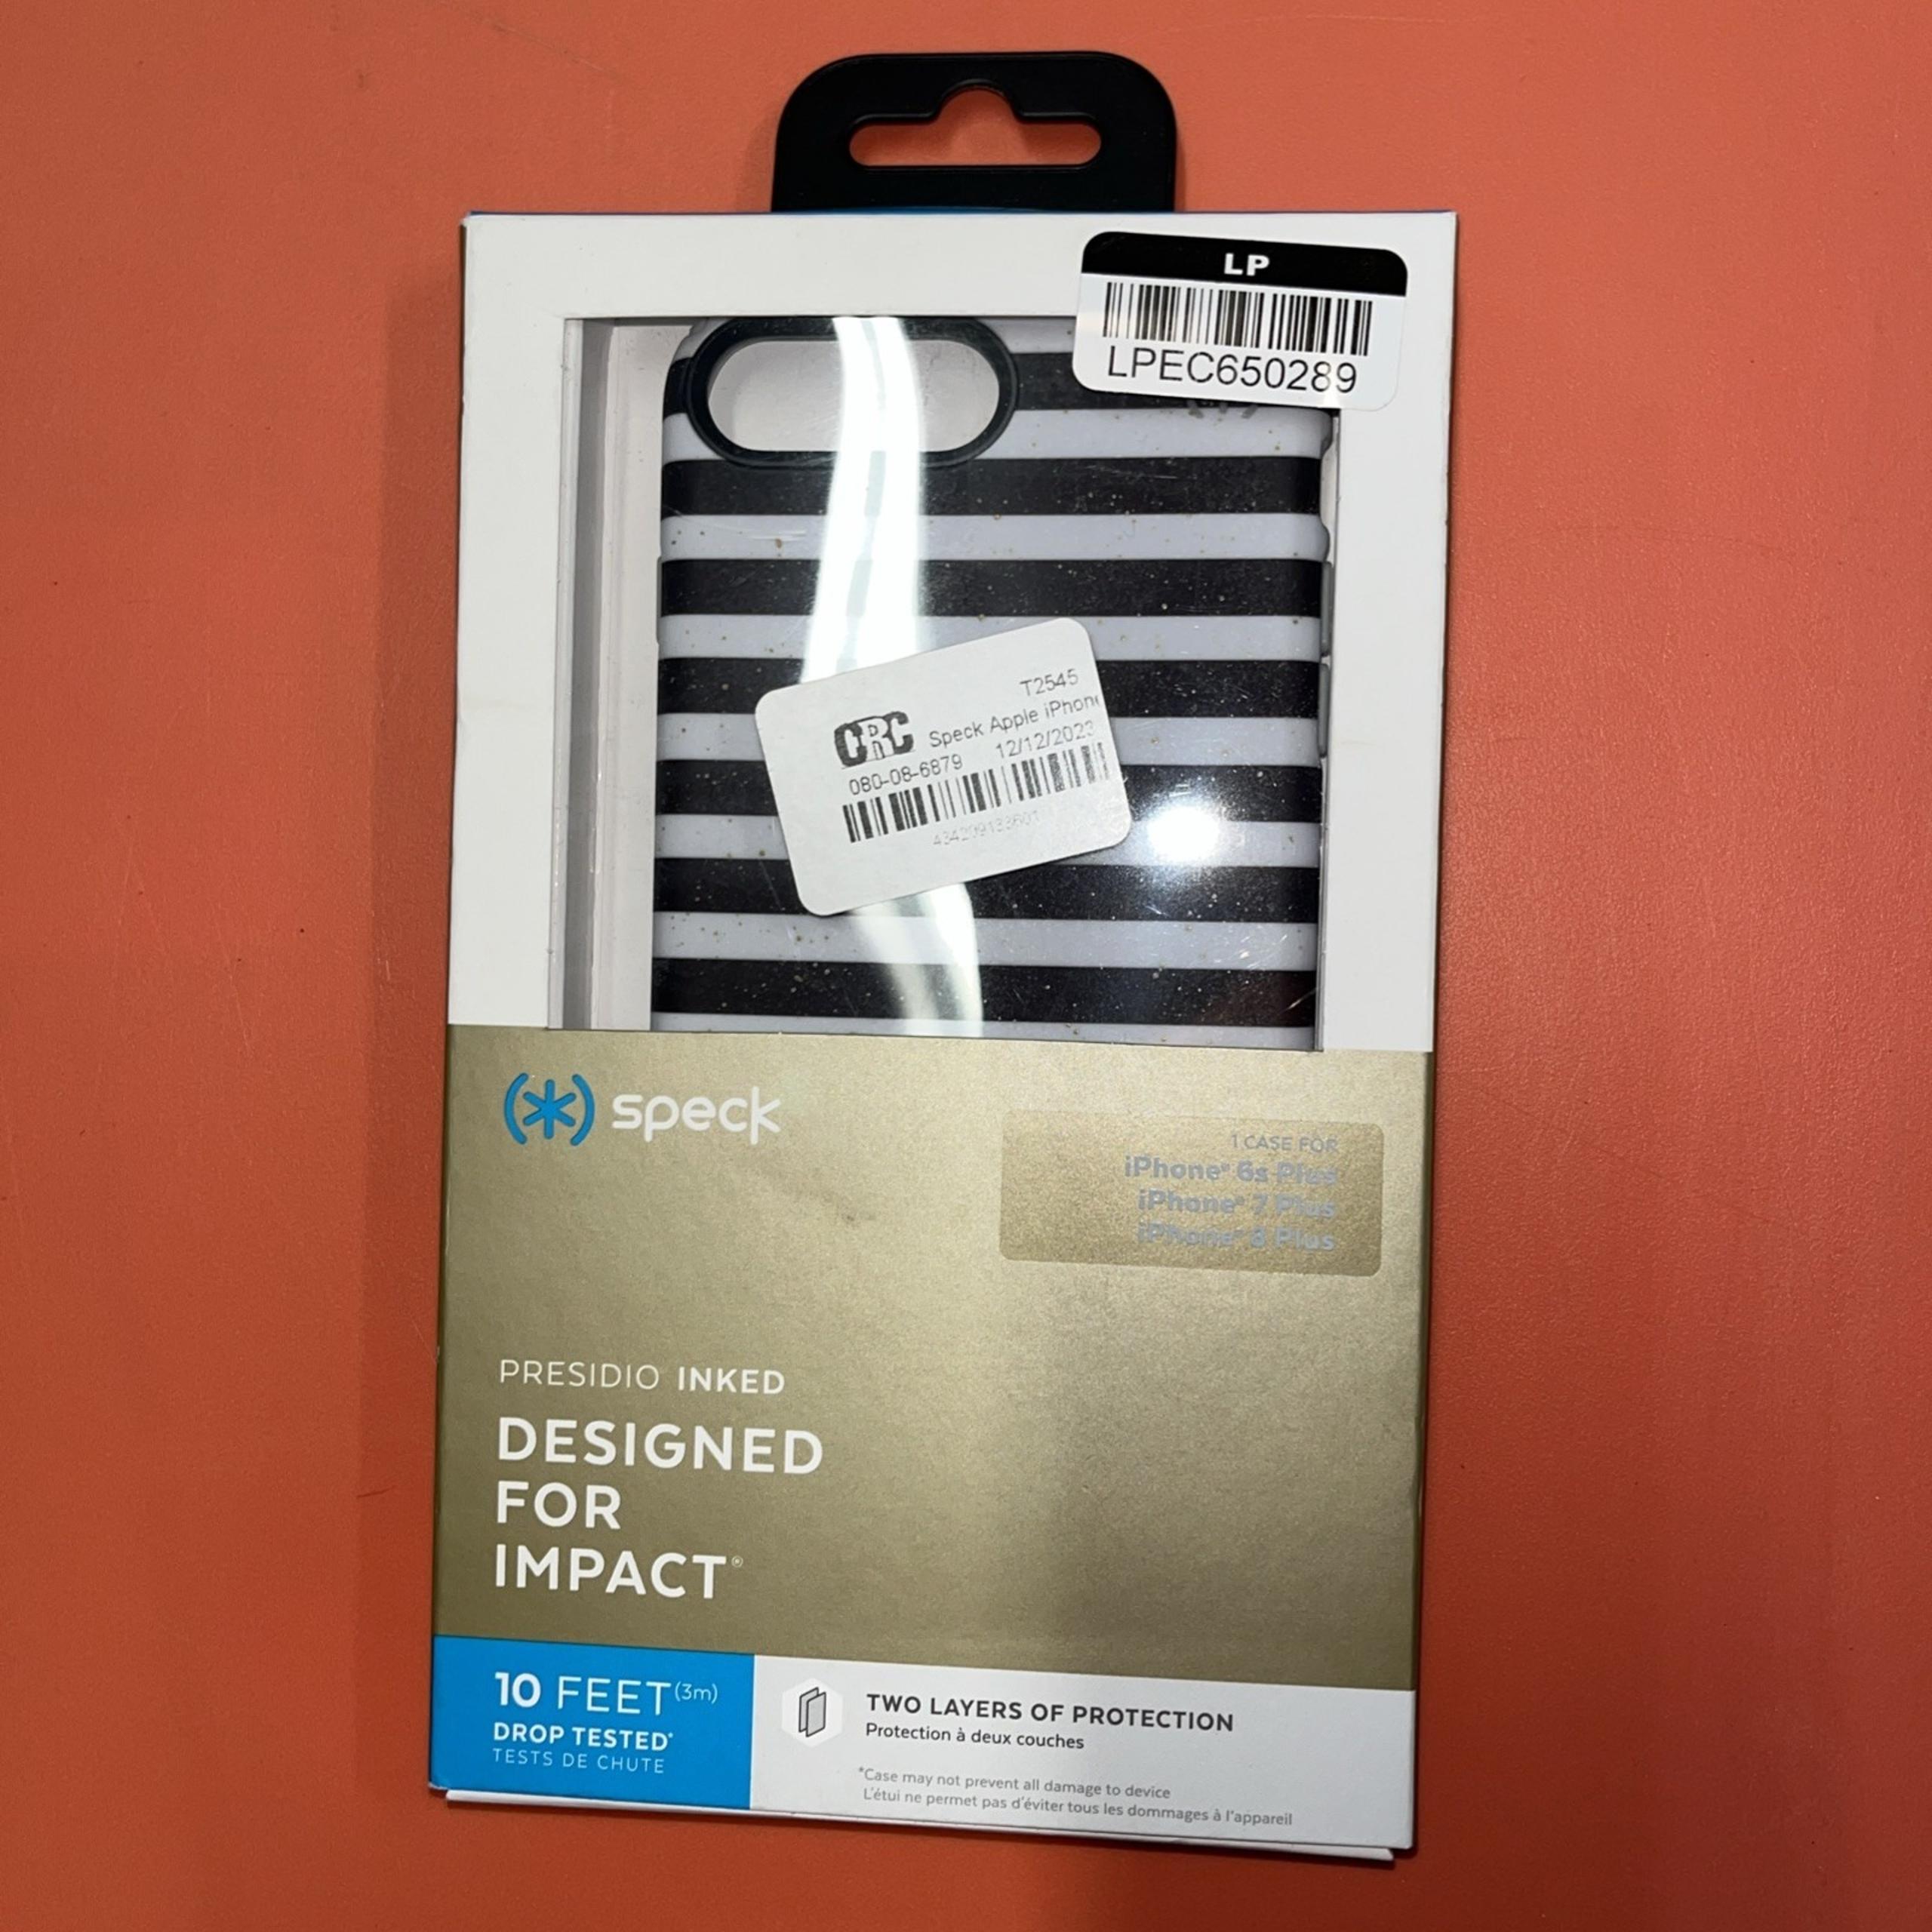 LP
LPEC650289
T2545
CRC Speck Apple iPhone
080-08-6879 12/12/2023
speck
1 CASE FOR
iPhone® 6s Plus
iPhone® 7 Plus
iPhone® 8 Plus
PRESIDIO INKED
DESIGNED
FOR
IMPACT®
10 FEET (3m)
DROP TESTED*
TESTS DE CHUTE
TWO LAYERS OF PROTECTION
Protection à deux couches
*Case may not prevent all damage to device
L'étui ne permet pas d'éviter tous les dommages à l'appareil